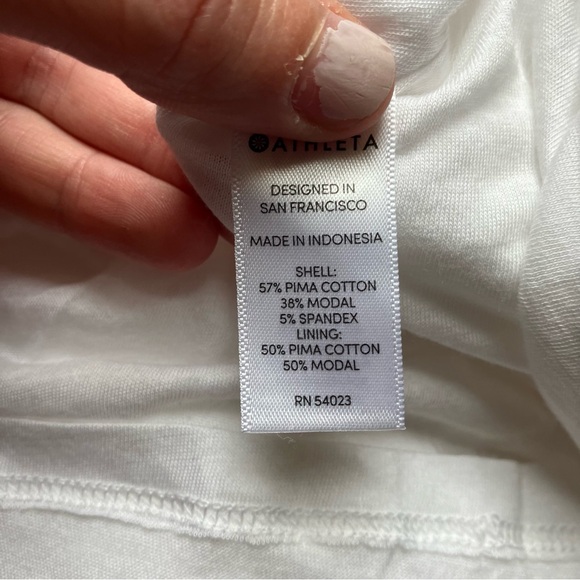 ATHLETA
DESIGNED IN
SAN FRANCISCO
MADE IN INDONESIA
SHELL:
57% PIMA COTTON
38% MODAL
5% SPANDEX
LINING:
50% PIMA COTTON
50% MODAL
RN 54023